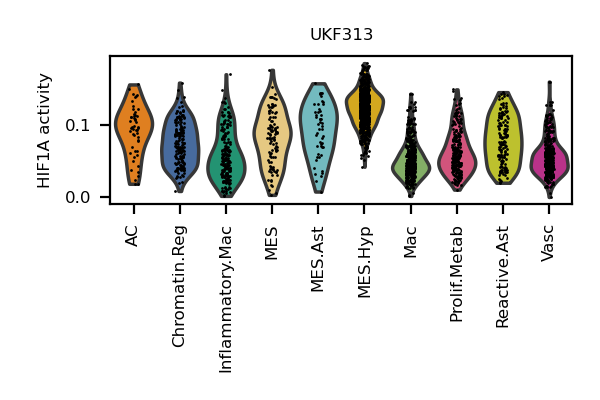 UKF313
HIF1A activity
0.1
0.0
AC
Chromatin.Reg
Inflammatory.Mac
MES
MES.Ast
MES.Hyp
Mac
Prolif.Metab
Reactive.Ast
Vasc